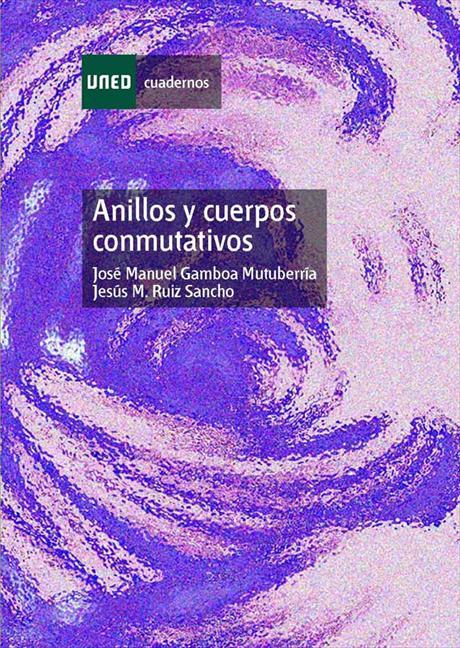 UNED cuadernos
Anillos y cuerpos
conmutativos
José Manuel Gamboa Mutuberría
Jesús M. Ruiz Sancho